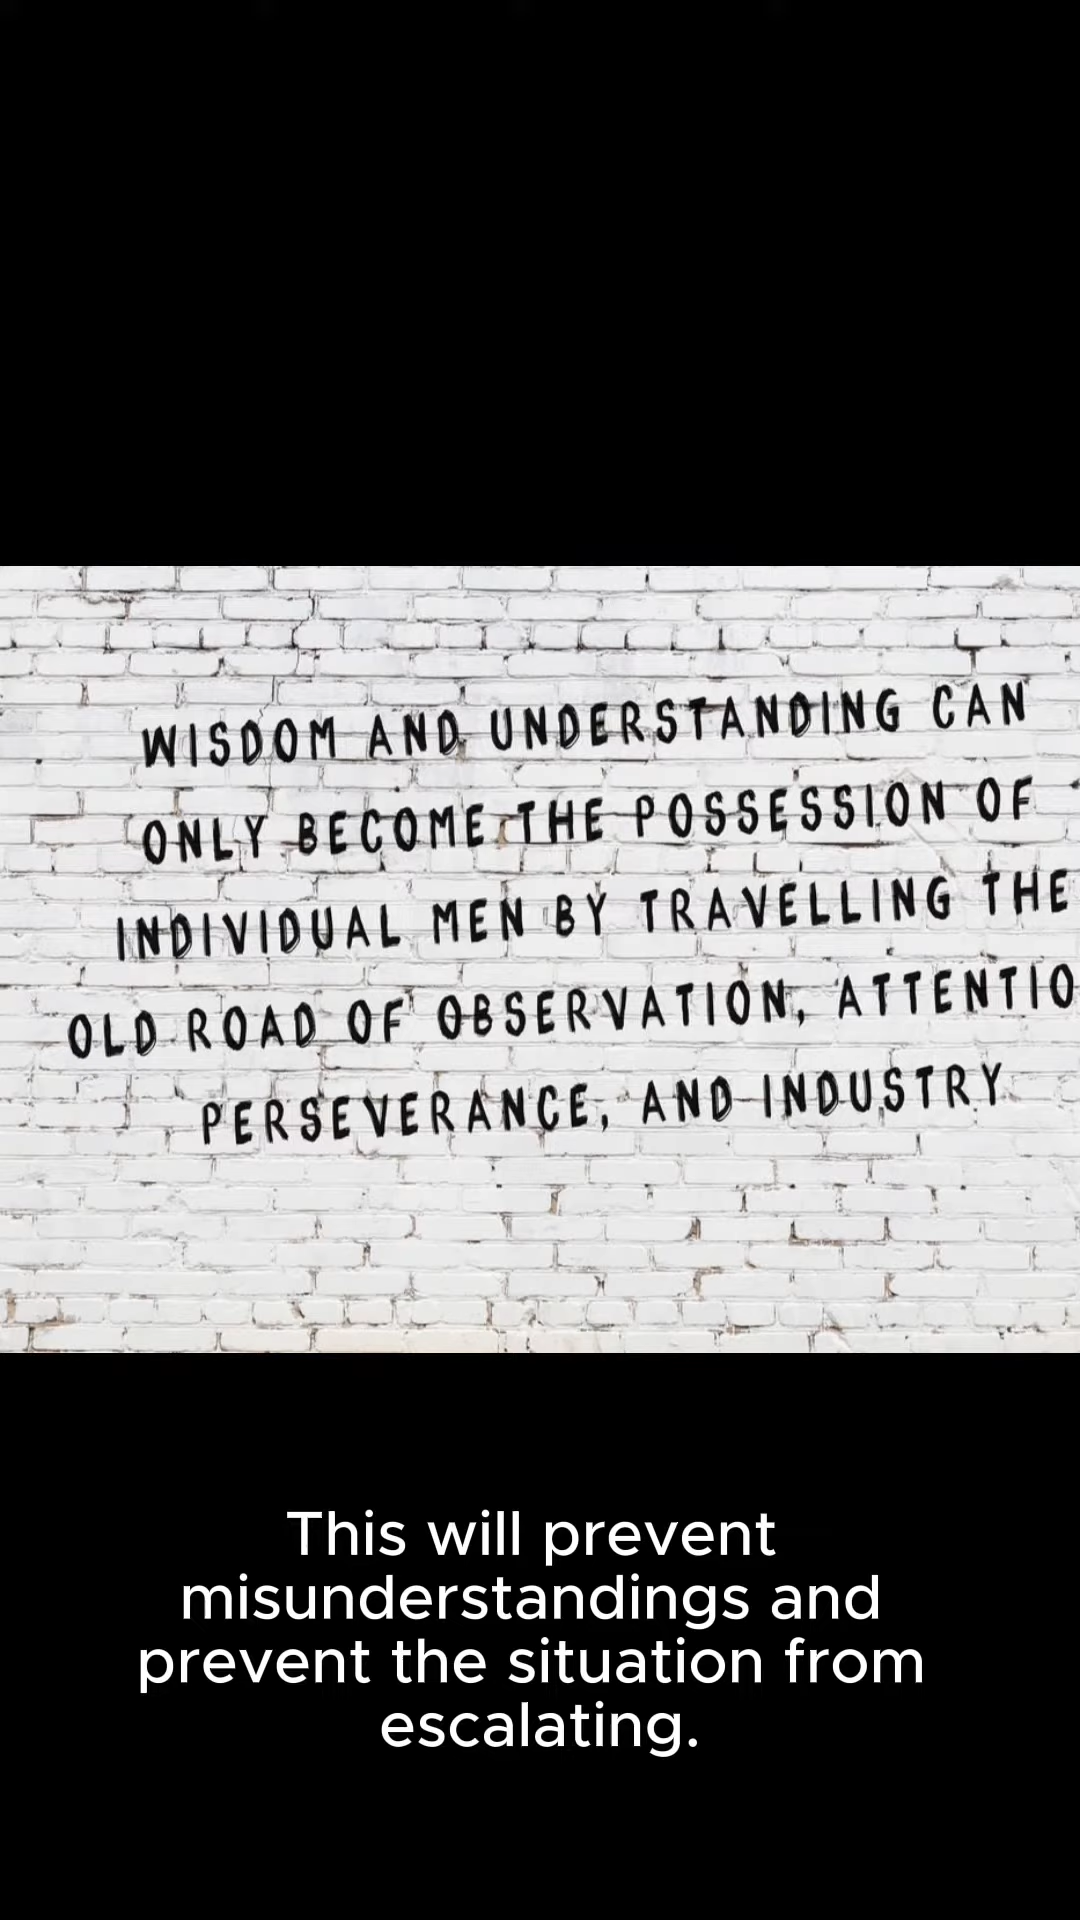 WISDOM AND UNDERSTANDING CAN
ONLY BECOME THE POSSESSION OF
INDIVIDUAL MEN BY TRAVELLING THE
OLD ROAD OF OBSERVATION, ATTENTIO
PERSEVERANCE, AND INDUSTRY
This will prevent
misunderstandings and
prevent the situation from
escalating.